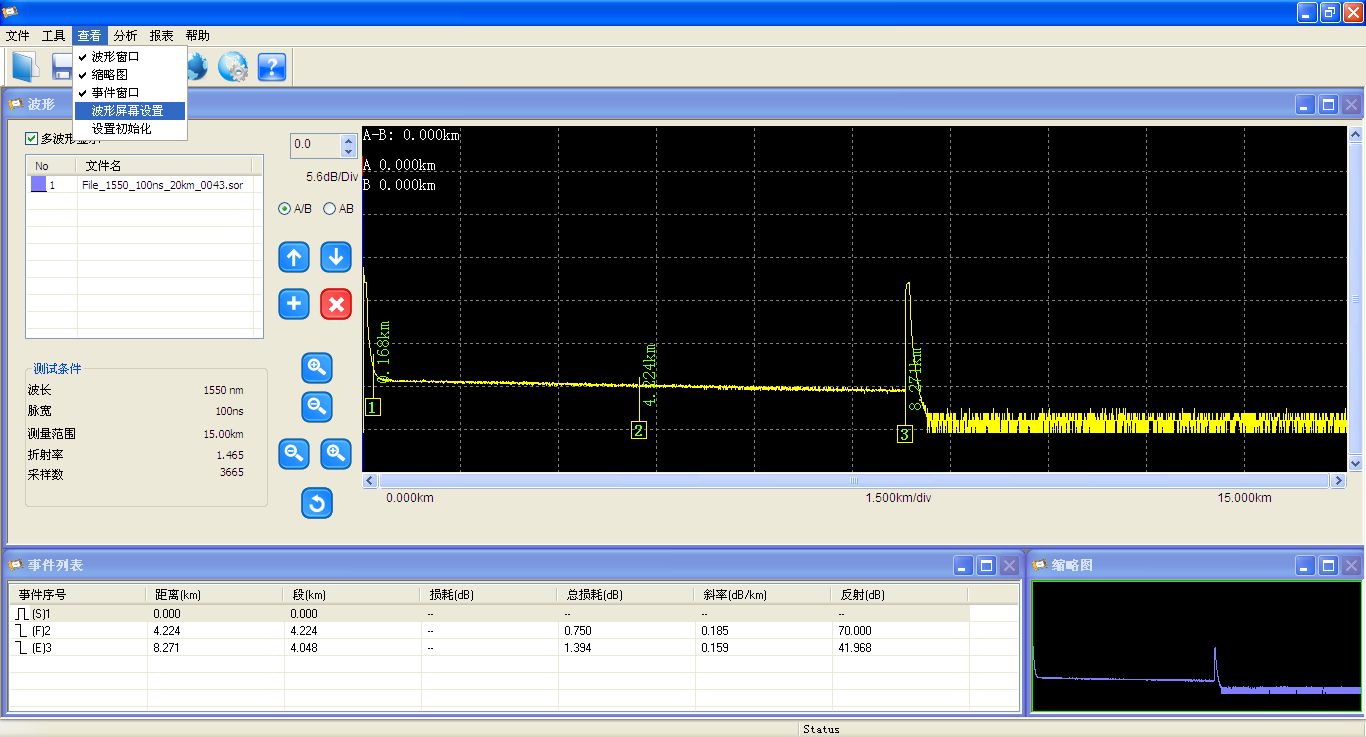 文件 工具 查看 分析 报表 帮助
波形窗口
缩略图
事件窗口
波形屏幕设置
设置初始化
波形
多波形显示
No 文件名
1 File_1550_100ns_20km_0043.sor
0.0
5.6dB/Div
A/B AB
测试条件
波长 1550 nm
脉宽 100ns
测量范围 15.00km
折射率 1.465
采样数 3665
A-B: 0.000km
A 0.000km
B 0.000km
0.168km
4.224km
8.271km
1
2
3
0.000km 1.500km/div 15.000km
事件列表
事件序号 距离(km) 段(km) 损耗(dB) 总损耗(dB) 斜率(dB/km) 反射(dB)
(S)1 0.000 0.000 -- -- -- --
(F)2 4.224 4.224 -- 0.750 0.185 70.000
(E)3 8.271 4.048 -- 1.394 0.159 41.968
缩略图
Status